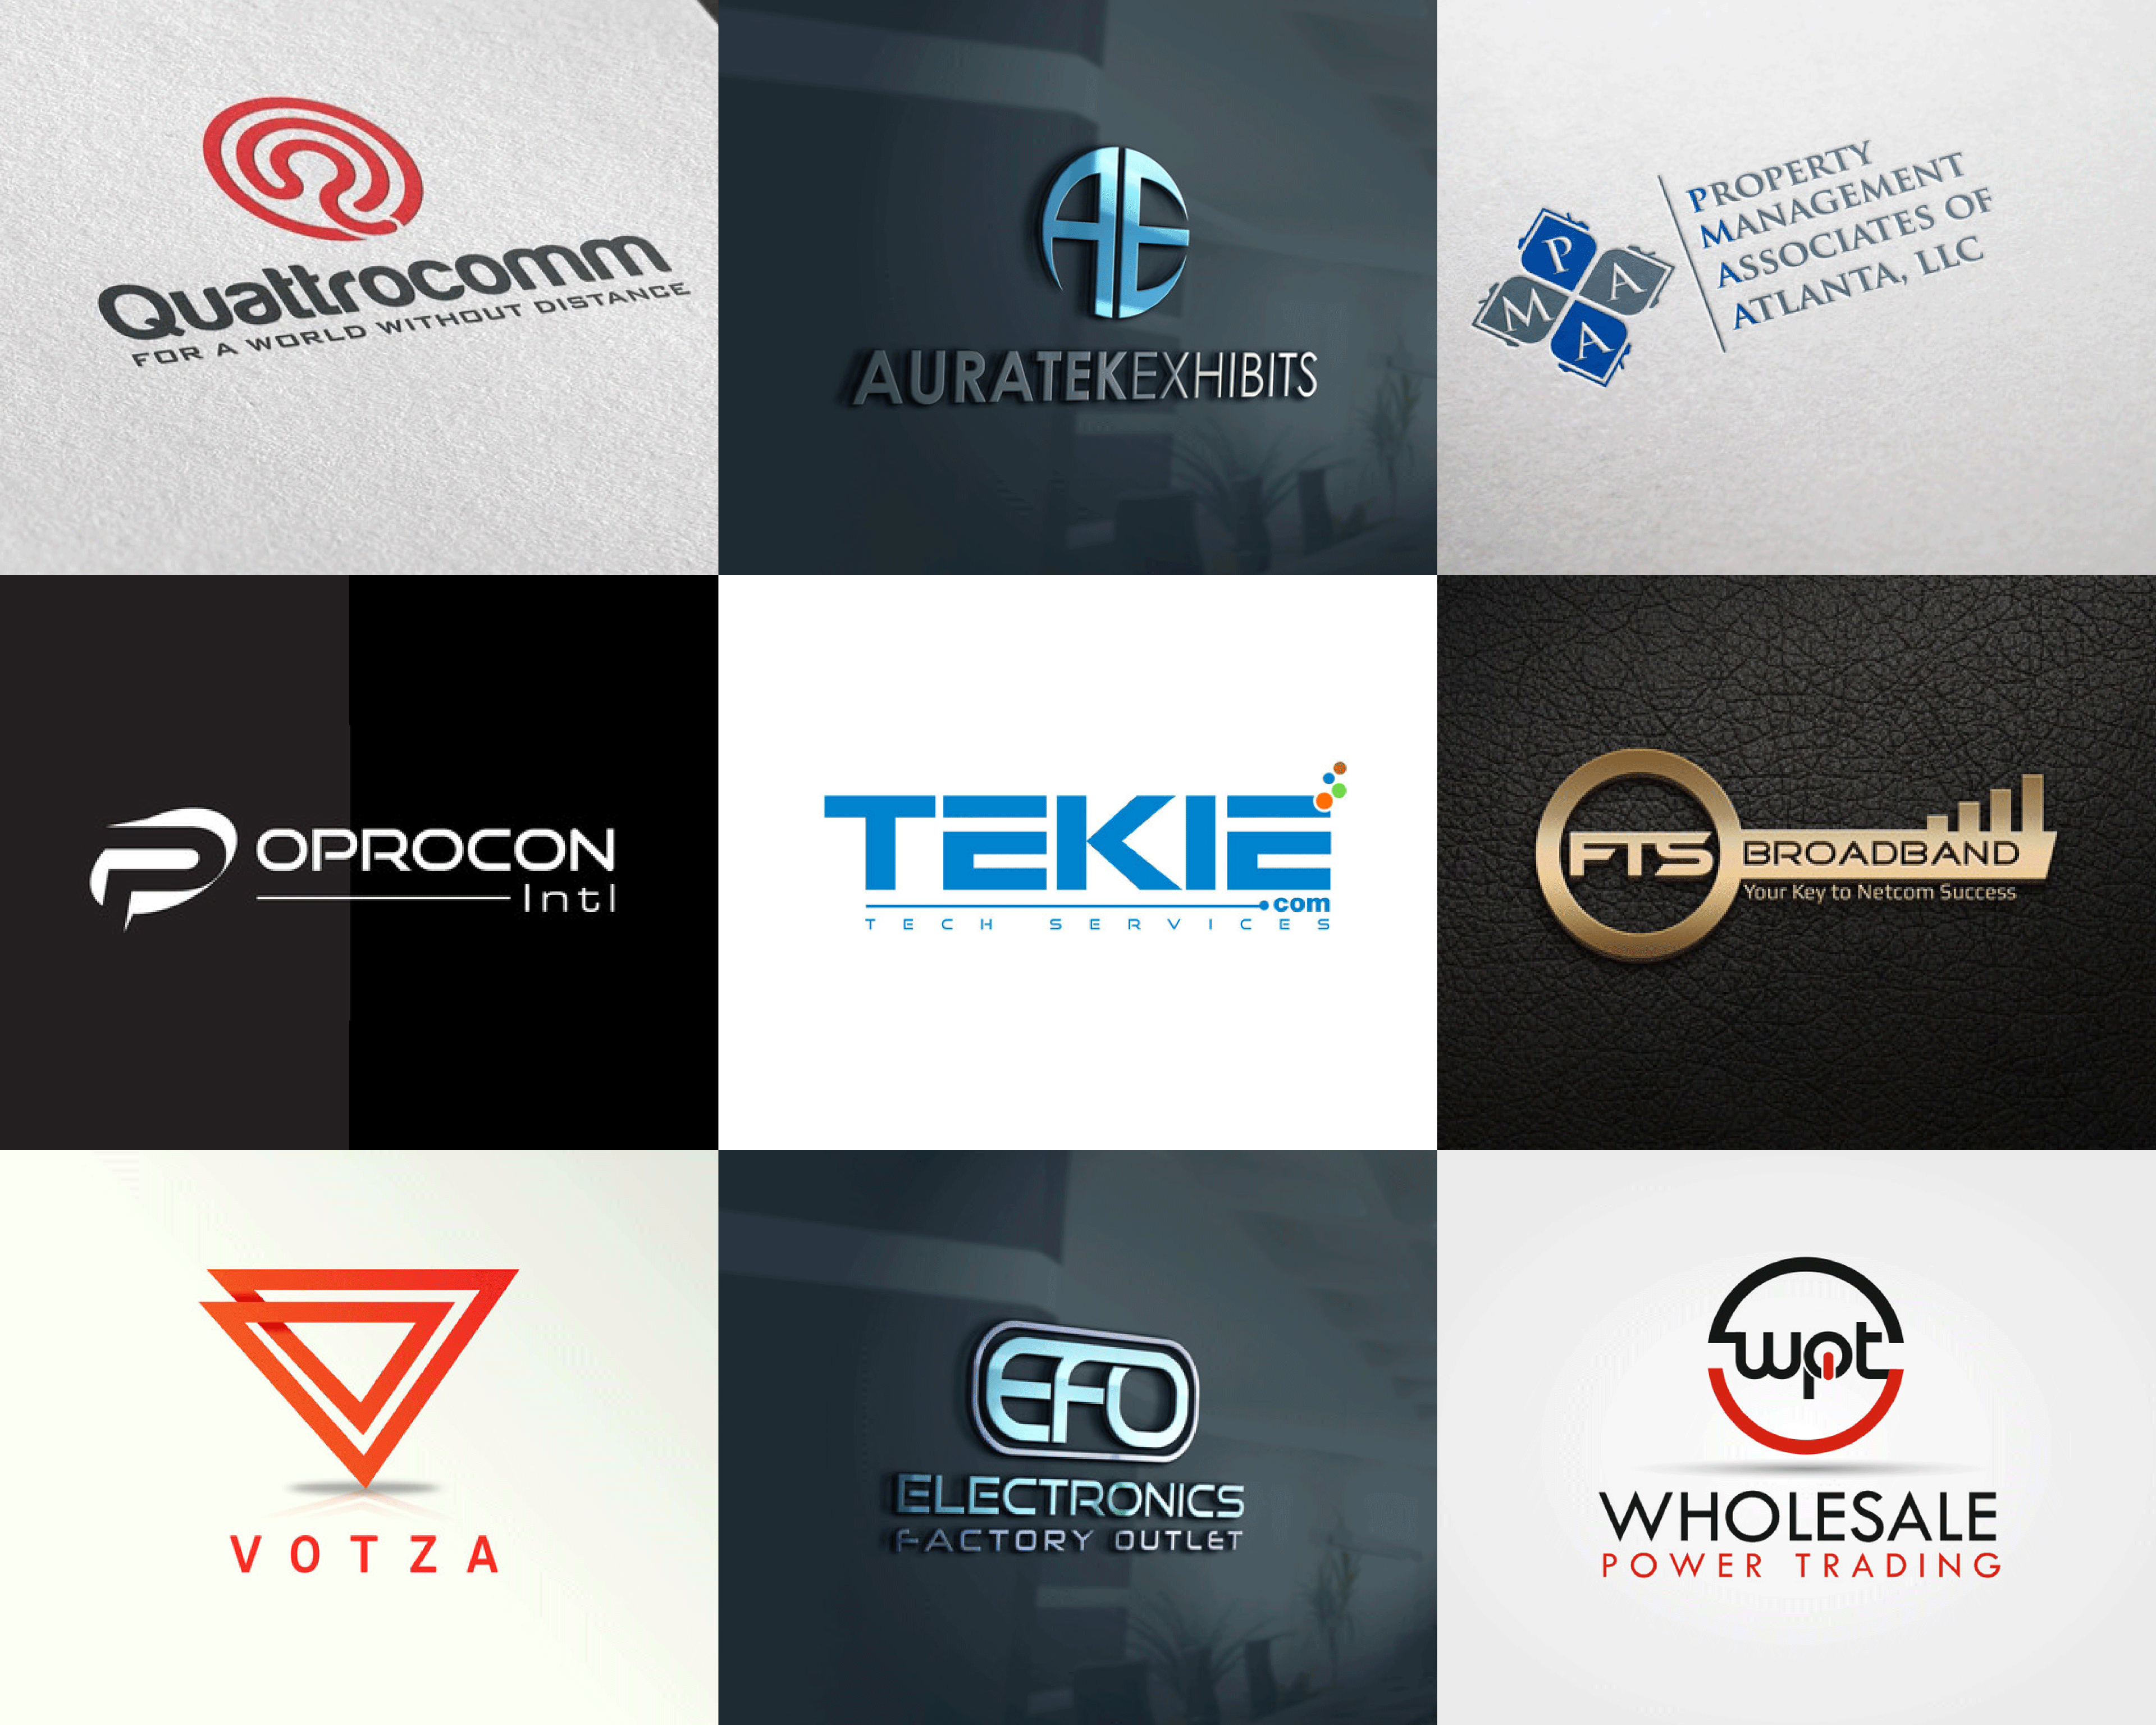 Quattrocomm
FOR A WORLD WITHOUT DISTANCE
AE
AURATEKEXHIBITS
P
M A
A
PROPERTY
MANAGEMENT
ASSOCIATES OF
ATLANTA, LLC
P
OPROCON
Intl
TEKIE
.com
TECH SERVICES
FTS BROADBAND
Your Key to Netcom Success
VOTZA
EFO
ELECTRONICS
FACTORY OUTLET
wpt
WHOLESALE
POWER TRADING